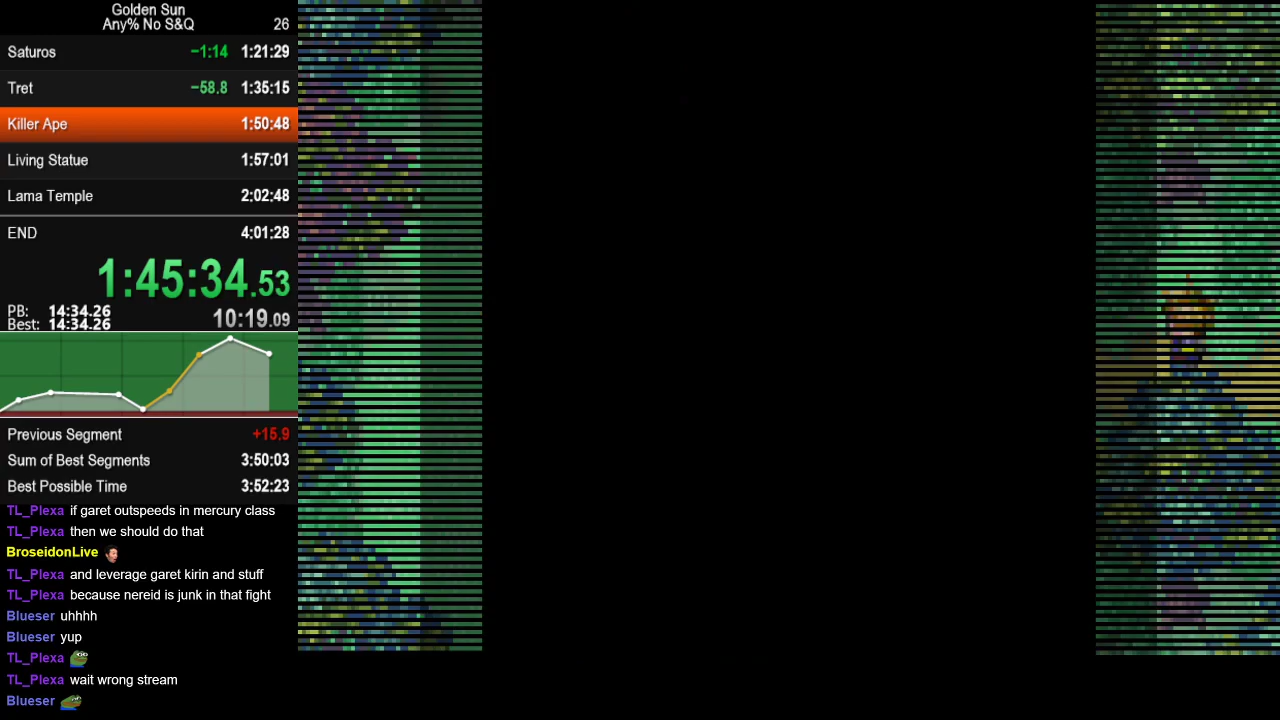 Golden Sun
Any% No S&Q 26
Saturos −1:14 1:21:29
Tret −58.8 1:35:15
Killer Ape 1:50:48
Living Statue 1:57:01
Lama Temple 2:02:48
END 4:01:28
1:45:34.53
PB: 14:34.26
Best: 14:34.26 10:19.09
Previous Segment +15.9
Sum of Best Segments 3:50:03
Best Possible Time 3:52:23
TL_Plexa if garet outspeeds in mercury class
TL_Plexa then we should do that
BroseidonLive
TL_Plexa and leverage garet kirin and stuff
TL_Plexa because nereid is junk in that fight
Blueser uhhhh
Blueser yup
TL_Plexa
TL_Plexa wait wrong stream
Blueser